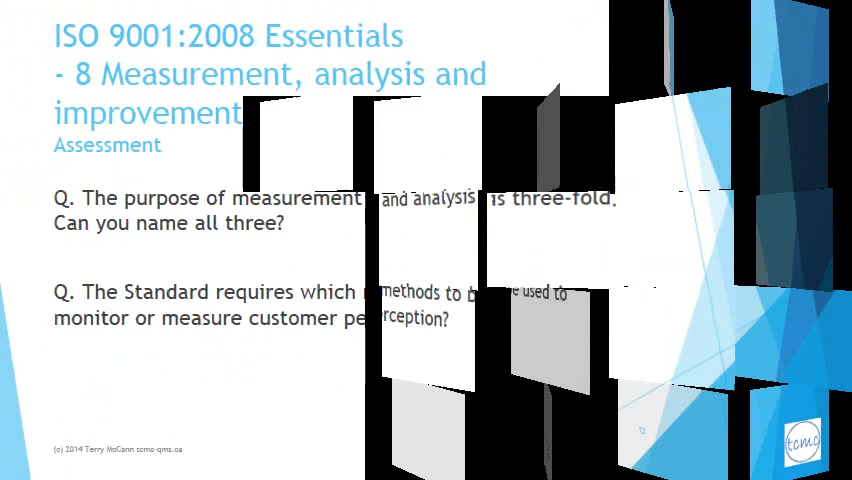 ISO 9001:2008 Essentials
- 8 Measurement, analysis and
improvement
Assessment
Q. The purpose of measurement and analysis is three-fold.
Can you name all three?
Q. The Standard requires which methods to be used to
monitor or measure customer perception?
(c) 2014 Terry McCann tcmc-qms.ca
12
tcmc